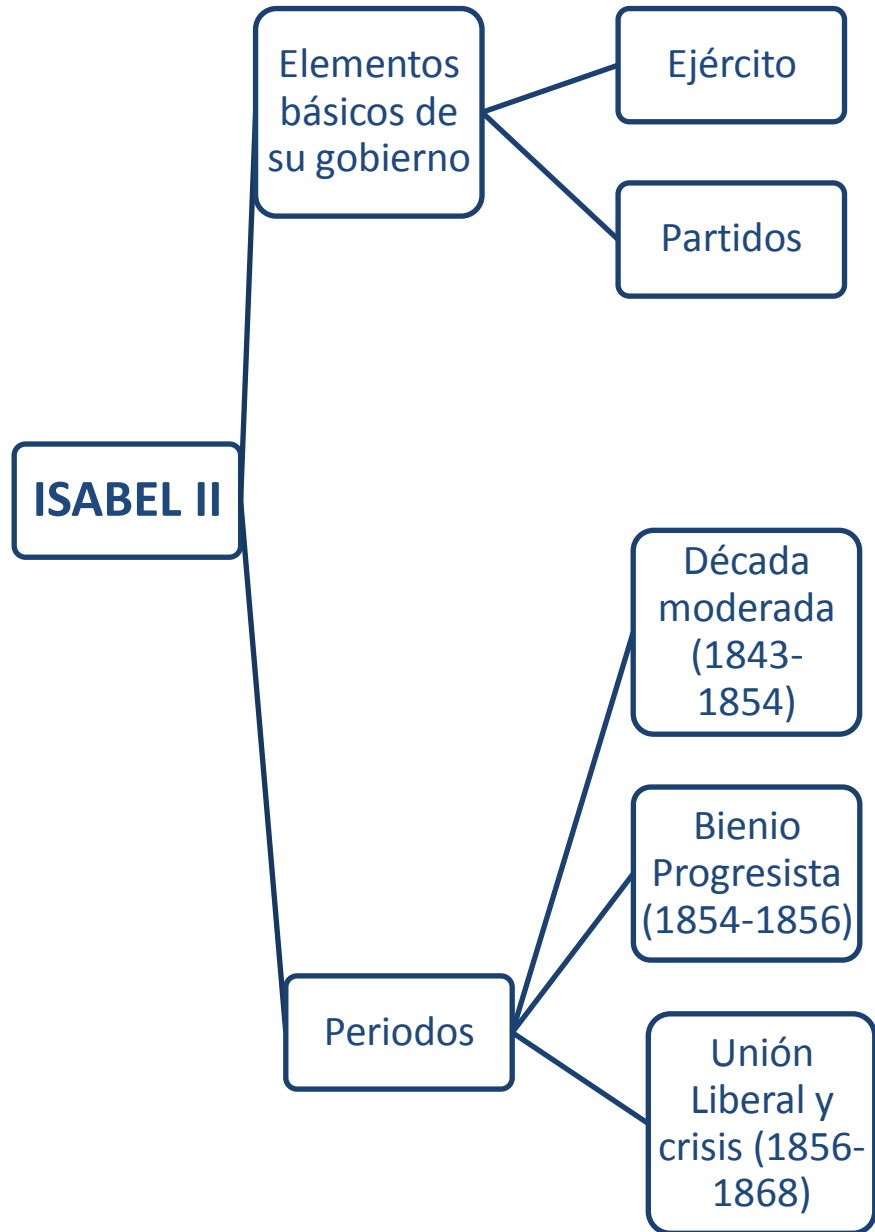 ISABEL II
Elementos
básicos de
su gobierno
Ejército
Partidos
Periodos
Década
moderada
(1843-
1854)
Bienio
Progresista
(1854-1856)
Unión
Liberal y
crisis (1856-
1868)